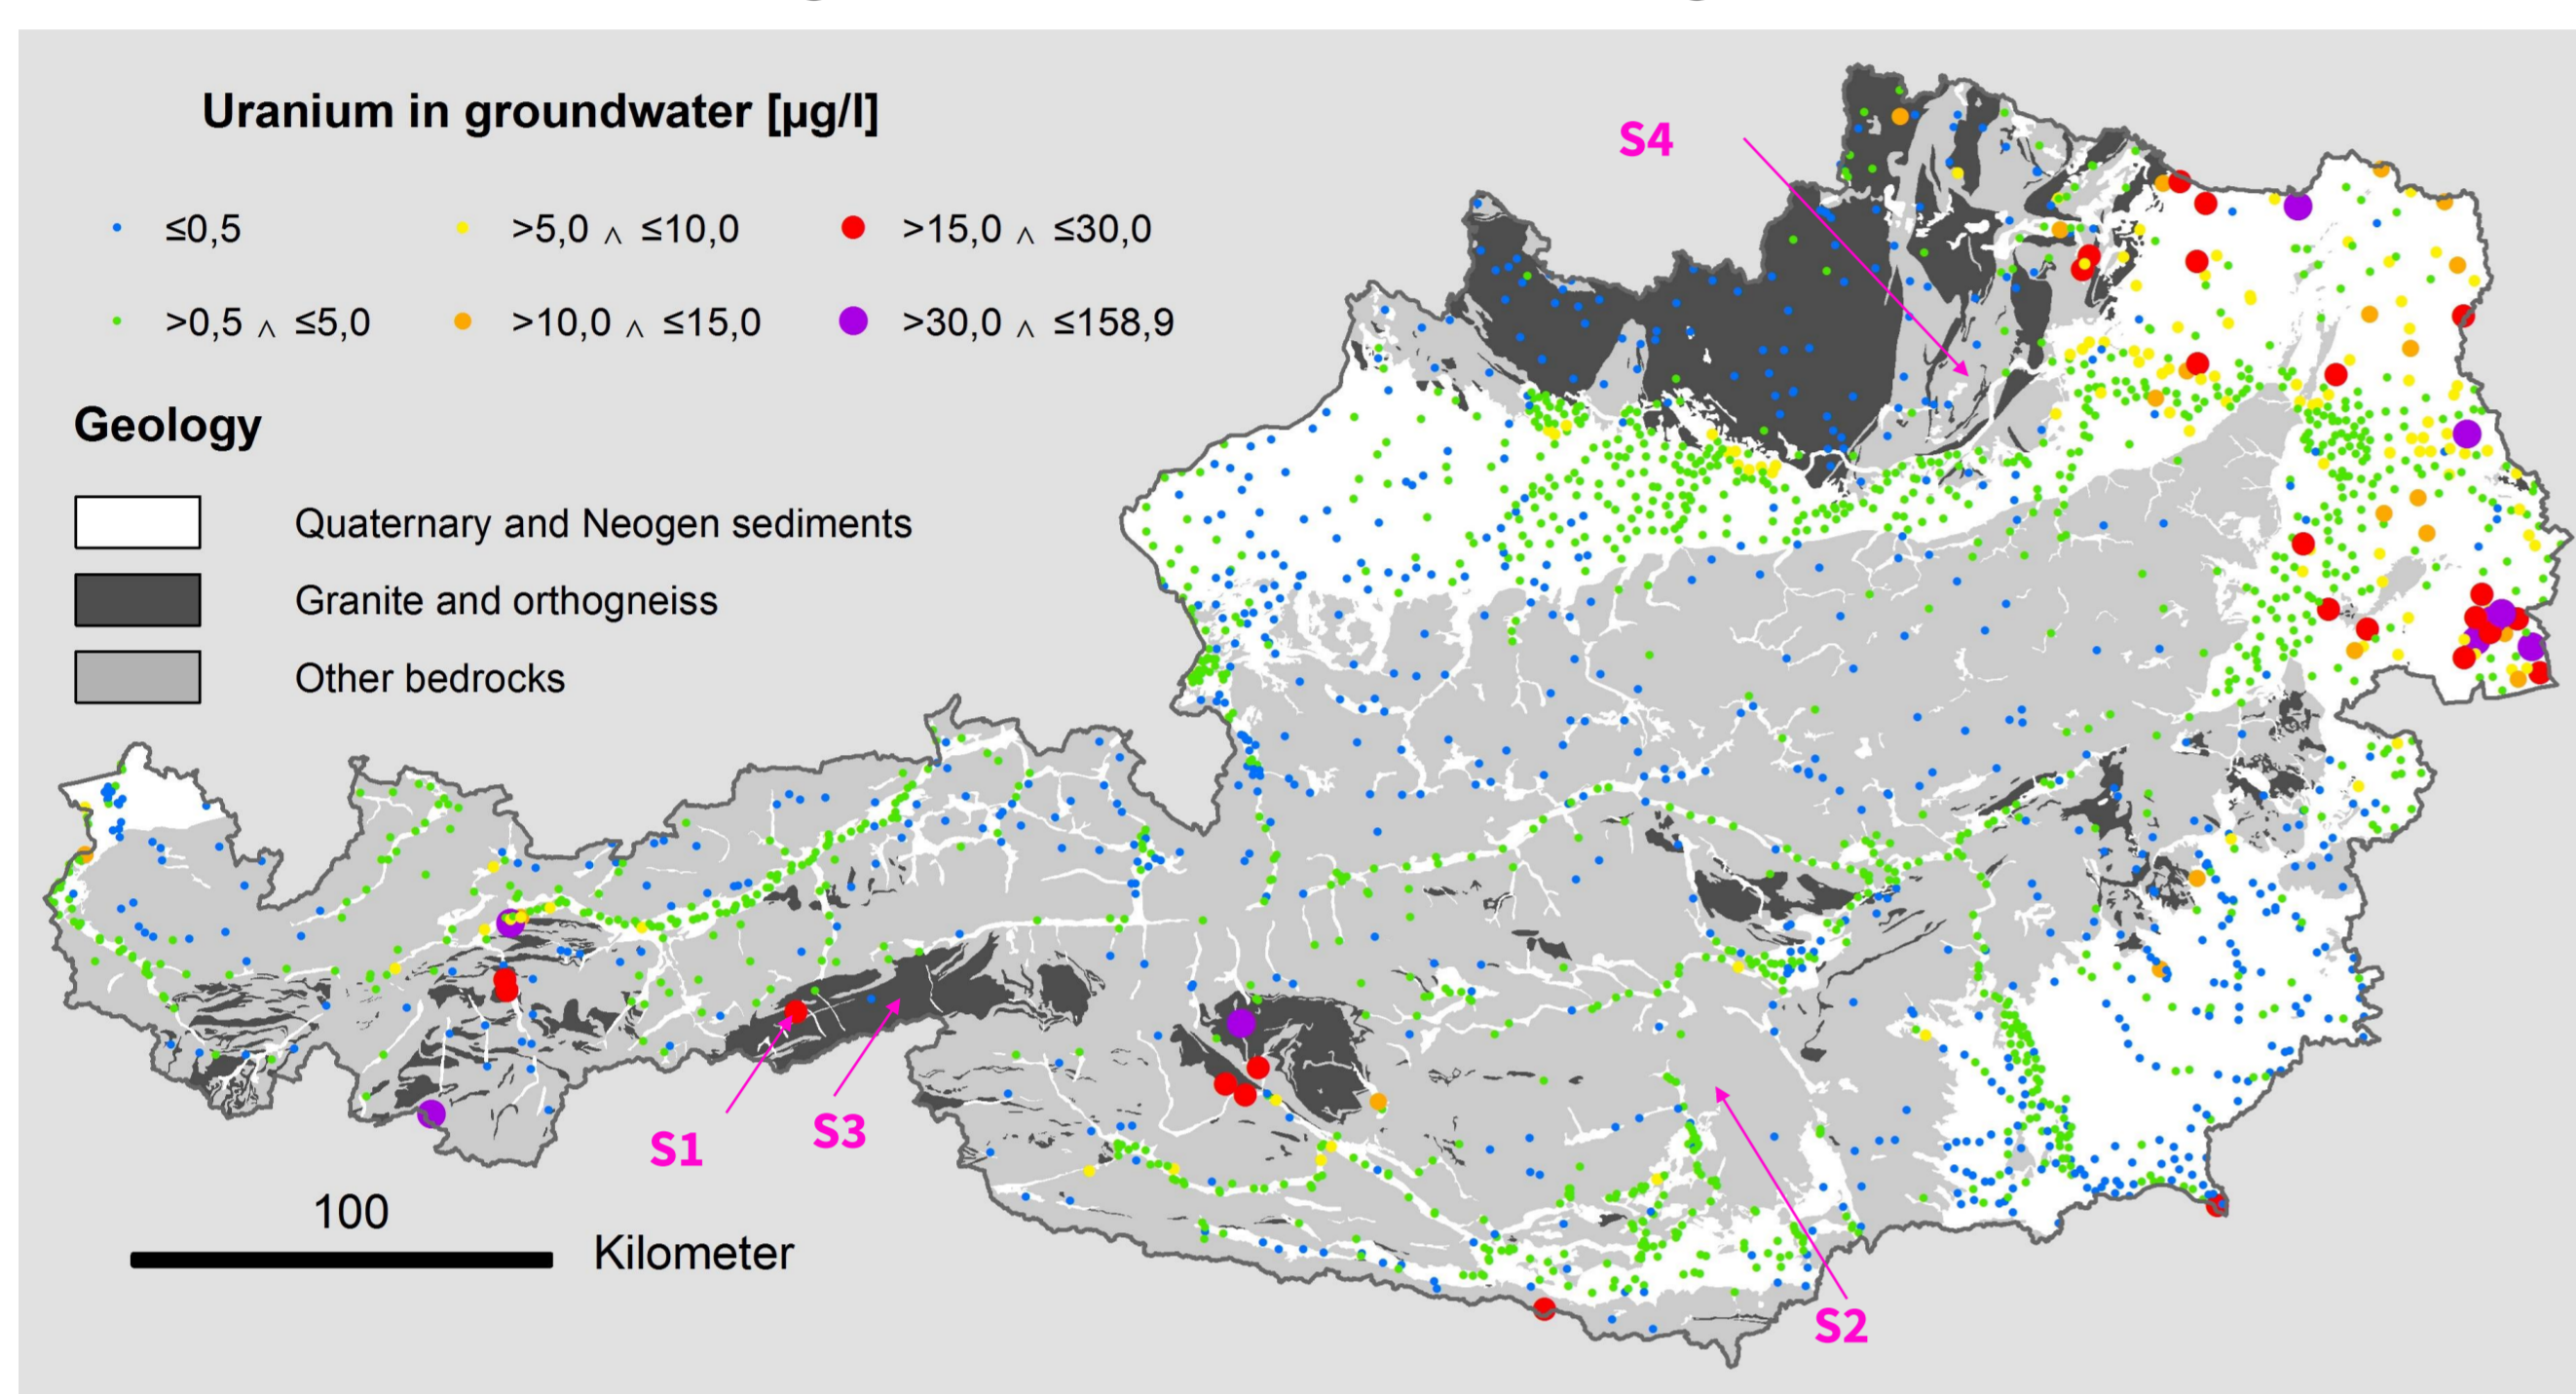 Uranium in groundwater [µg/l]
≤0,5 >5,0 ∧ ≤10,0 >15,0 ∧ ≤30,0
>0,5 ∧ ≤5,0 >10,0 ∧ ≤15,0 >30,0 ∧ ≤158,9
Geology
Quaternary and Neogen sediments
Granite and orthogneiss
Other bedrocks
S4
S1
S3
S2
100
Kilometer